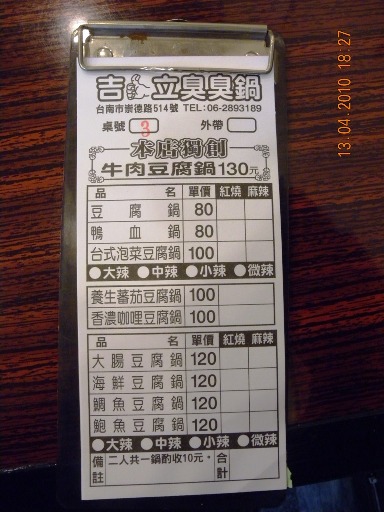 吉立臭臭鍋
台南市崇德路514號 TEL:06-2893189
桌號 3 外帶
本店獨創
牛肉豆腐鍋130元
品名 單價 紅燒 麻辣
豆腐鍋 80
鴨血鍋 80
台式泡菜豆腐鍋 100
●大辣 ●中辣 ●小辣 ●微辣
養生蕃茄豆腐鍋 100
香濃咖哩豆腐鍋 100
品名 單價 紅燒 麻辣
大腸豆腐鍋 120
海鮮豆腐鍋 120
鯛魚豆腐鍋 120
鮑魚豆腐鍋 120
●大辣 ●中辣 ●小辣 ●微辣
備註 二人共一鍋酌收10元。 合計
13.04.2010 18:27